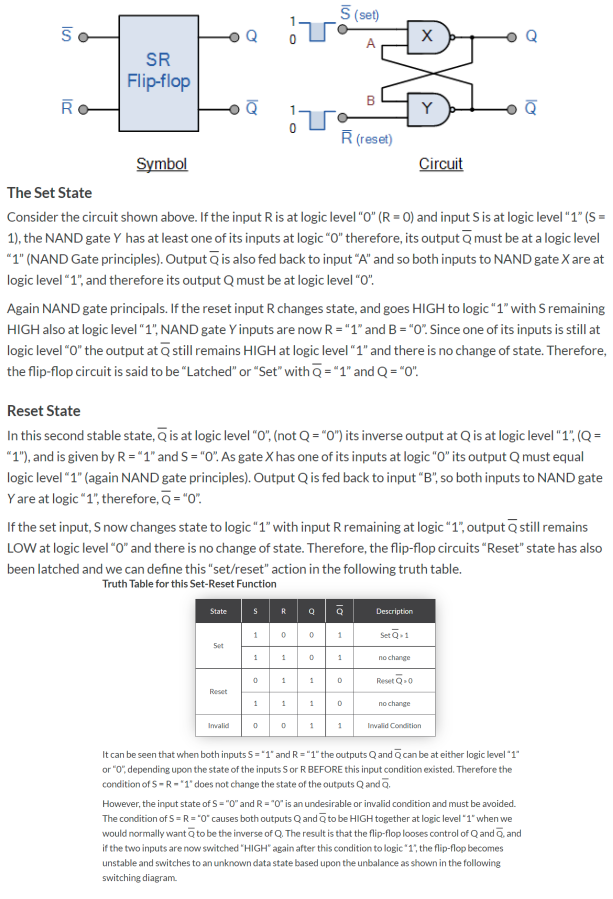 S̅ (set)
S̅ Q 1 0 A X Q
SR
Flip-flop
R̅ Q̅ 1 0 B Y Q̅
R̅ (reset)
Symbol Circuit
The Set State
Consider the circuit shown above. If the input R is at logic level “0” (R = 0) and input S is at logic level “1” (S =
1), the NAND gate Y has at least one of its inputs at logic “0” therefore, its output Q̅ must be at a logic level
“1” (NAND Gate principles). Output Q̅ is also fed back to input “A” and so both inputs to NAND gate X are at
logic level “1”, and therefore its output Q must be at logic level “0”.
Again NAND gate principals. If the reset input R changes state, and goes HIGH to logic “1” with S remaining
HIGH also at logic level “1”, NAND gate Y inputs are now R = “1” and B = “0”. Since one of its inputs is still at
logic level “0” the output at Q̅ still remains HIGH at logic level “1” and there is no change of state. Therefore,
the flip-flop circuit is said to be “Latched” or “Set” with Q̅ = “1” and Q = “0”.
Reset State
In this second stable state, Q̅ is at logic level “0”, (not Q = “0”) its inverse output at Q is at logic level “1”, (Q =
“1”), and is given by R = “1” and S = “0”. As gate X has one of its inputs at logic “0” its output Q must equal
logic level “1” (again NAND gate principles). Output Q is fed back to input “B”, so both inputs to NAND gate
Y are at logic “1”, therefore, Q̅ = “0”.
If the set input, S now changes state to logic “1” with input R remaining at logic “1”, output Q̅ still remains
LOW at logic level “0” and there is no change of state. Therefore, the flip-flop circuits “Reset” state has also
been latched and we can define this “set/reset” action in the following truth table.
Truth Table for this Set-Reset Function
State S R Q Q̅ Description
Set 1 0 0 1 Set Q̅ » 1
1 1 0 1 no change
Reset 0 1 1 0 Reset Q̅ » 0
1 1 1 0 no change
Invalid 0 0 1 1 Invalid Condition
It can be seen that when both inputs S = “1” and R = “1” the outputs Q and Q̅ can be at either logic level “1”
or “0”, depending upon the state of the inputs S or R BEFORE this input condition existed. Therefore the
condition of S = R = “1” does not change the state of the outputs Q and Q̅.
However, the input state of S = “0” and R = “0” is an undesirable or invalid condition and must be avoided.
The condition of S = R = “0” causes both outputs Q and Q̅ to be HIGH together at logic level “1” when we
would normally want Q̅ to be the inverse of Q. The result is that the flip-flop looses control of Q and Q̅, and
if the two inputs are now switched “HIGH” again after this condition to logic “1”, the flip-flop becomes
unstable and switches to an unknown data state based upon the unbalance as shown in the following
switching diagram.